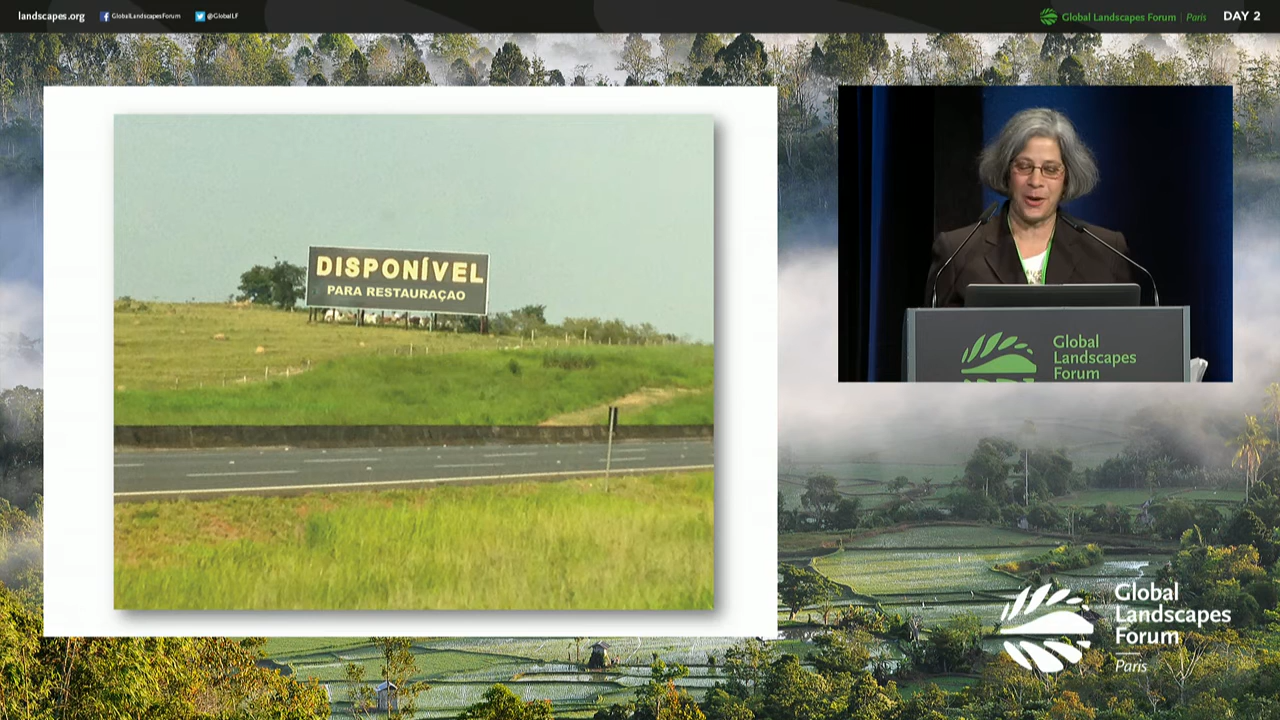 landscapes.org GlobalLandscapesForum @GlobalLF
Global Landscapes Forum | Paris DAY 2
DISPONÍVEL
PARA RESTAURAÇAO
Global
Landscapes
Forum
Global
Landscapes
Forum
Paris